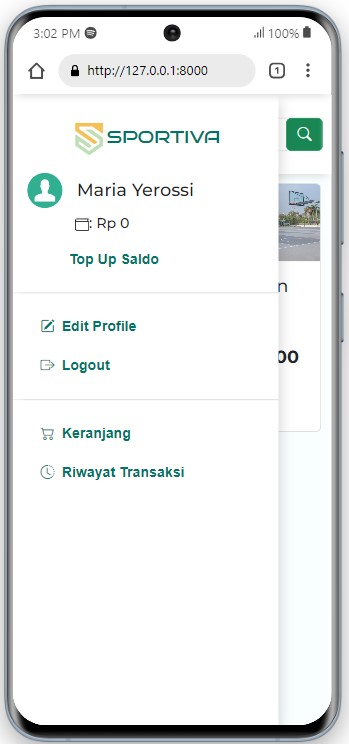 3:02 PM 100%
http://127.0.0.1:8000 1
SPORTIVA
Maria Yerossi
: Rp 0
Top Up Saldo
n
Edit Profile
Logout
00
Keranjang
Riwayat Transaksi